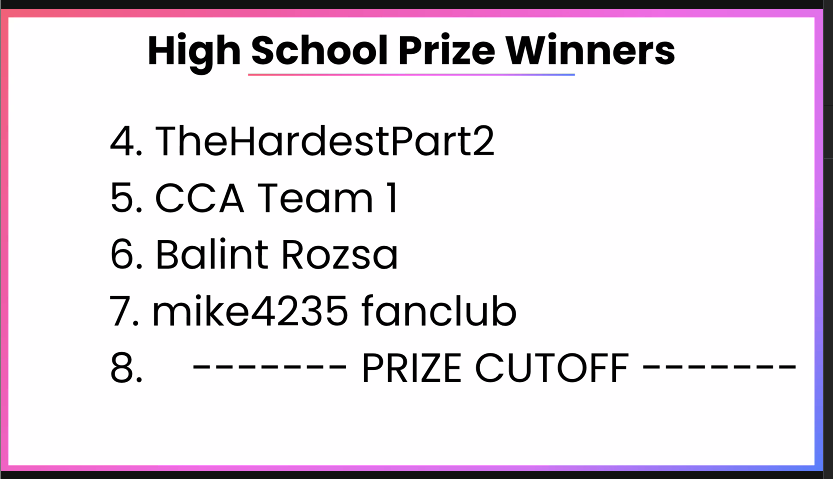 High School Prize Winners
4. TheHardestPart2
5. CCA Team 1
6. Balint Rozsa
7. mike4235 fanclub
8. ------- PRIZE CUTOFF -------